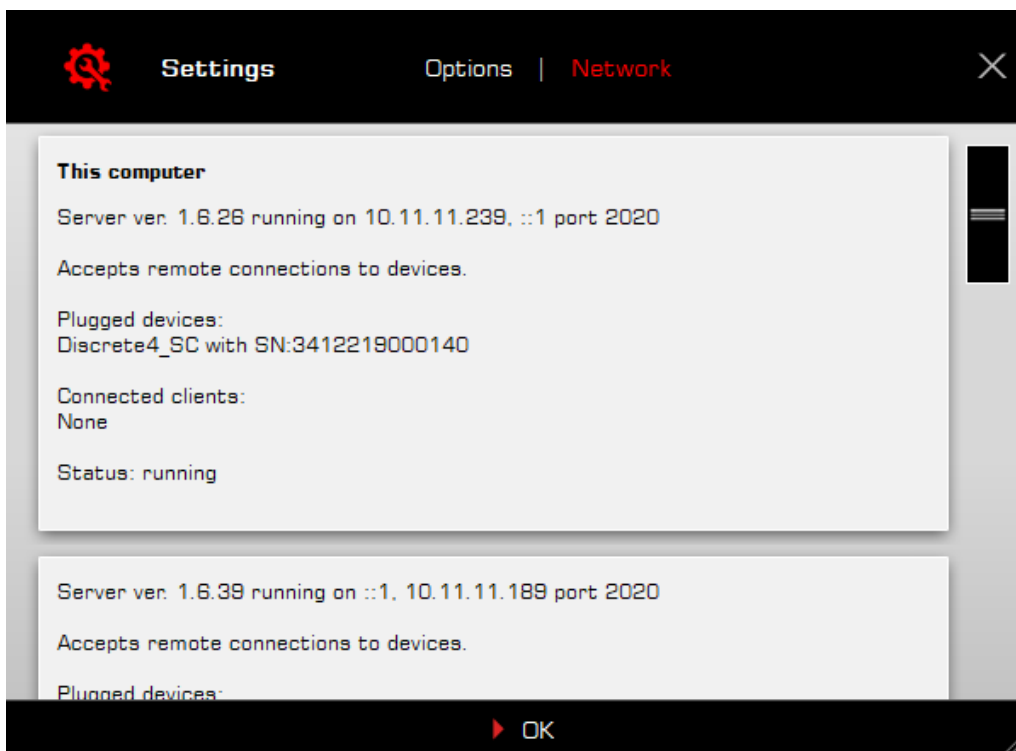 Settings
Options | Network
This computer
Server ver. 1.6.26 running on 10.11.11.239, ::1 port 2020
Accepts remote connections to devices.
Plugged devices:
Discrete4_SC with SN:3412219000140
Connected clients:
None
Status: running
Server ver. 1.6.39 running on ::1, 10.11.11.189 port 2020
Accepts remote connections to devices.
Plugged devices:
OK